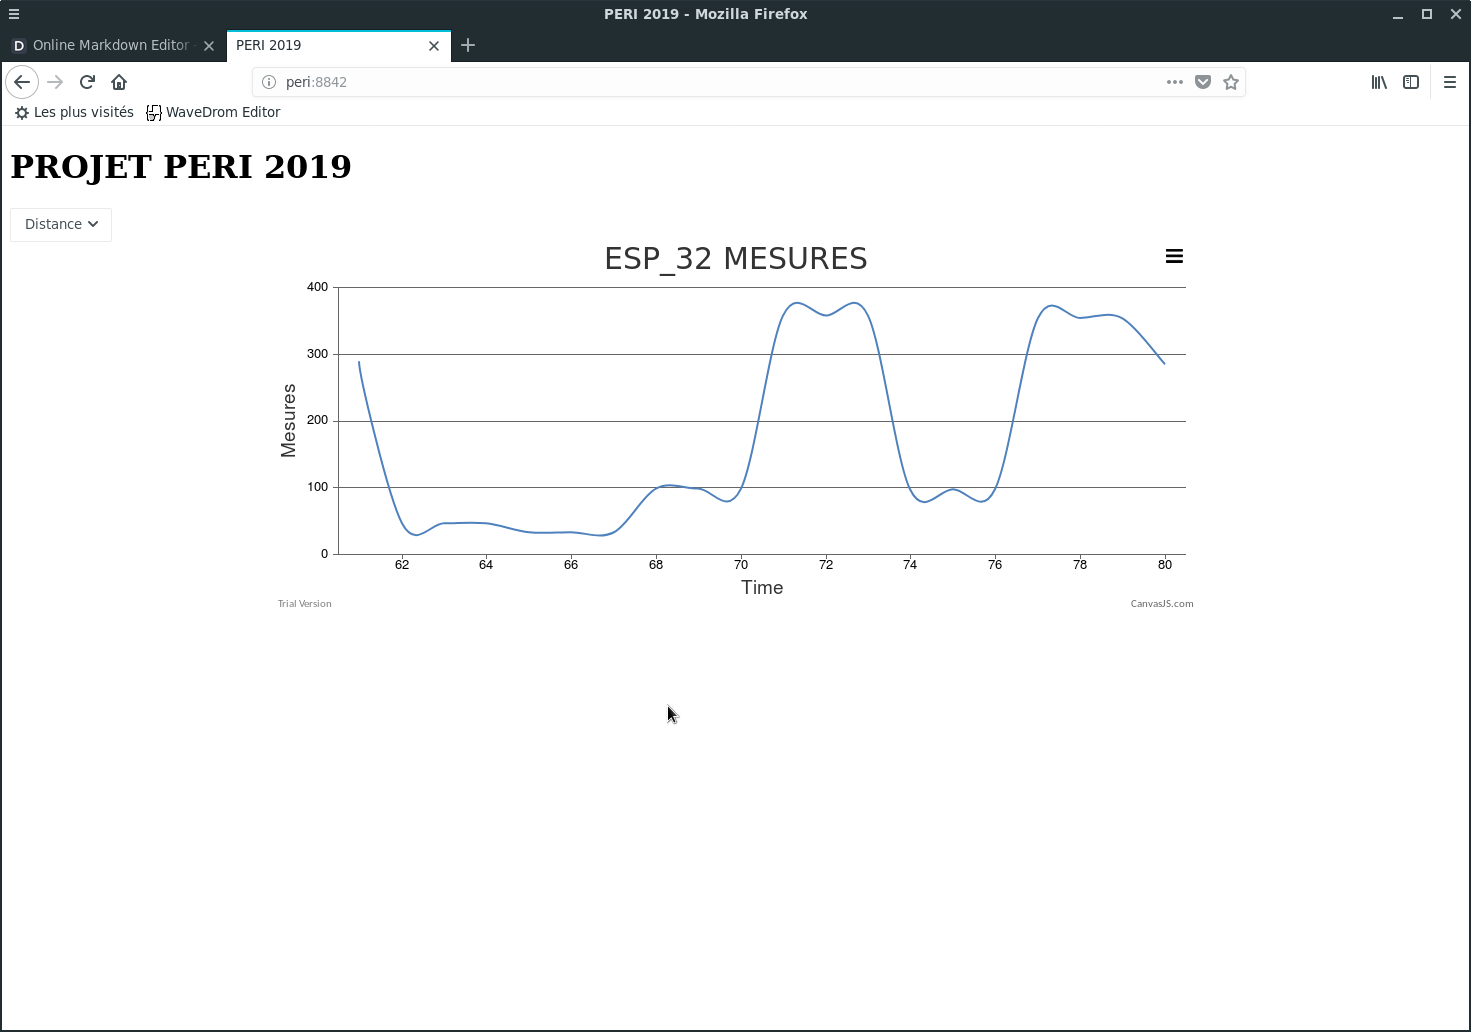 PERI 2019 - Mozilla Firefox
Online Markdown Editor
PERI 2019
peri:8842
Les plus visités
WaveDrom Editor
PROJET PERI 2019
Distance
ESP_32 MESURES
400
300
200
100
0
Mesures
62 64 66 68 70 72 74 76 78 80
Time
Trial Version
CanvasJS.com